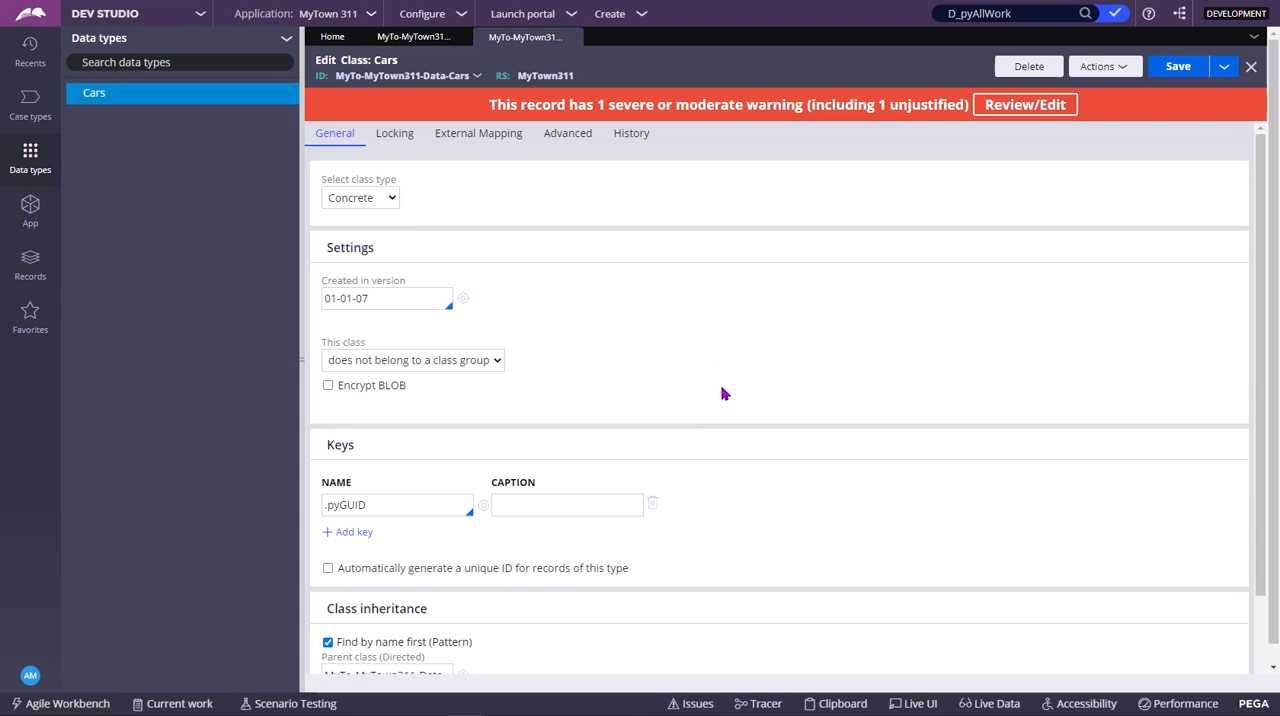 DEV STUDIO
Application: MyTown 311
Configure
Launch portal
Create
D_pyAllWork
DEVELOPMENT
Recents
Case types
Data types
App
Records
Favorites
AM
Data types
Search data types
Cars
Home
MyTo-MyTown31...
MyTo-MyTown31...
Edit Class: Cars
ID: MyTo-MyTown311-Data-Cars RS: MyTown311
Delete
Actions
Save
This record has 1 severe or moderate warning (including 1 unjustified)
Review/Edit
General
Locking
External Mapping
Advanced
History
Select class type
Concrete
Settings
Created in version
01-01-07
This class
does not belong to a class group
Encrypt BLOB
Keys
NAME
CAPTION
.pyGUID
+ Add key
Automatically generate a unique ID for records of this type
Class inheritance
Find by name first (Pattern)
Parent class (Directed)
MyTo-MyTown311-Data
Agile Workbench
Current work
Scenario Testing
Issues
Tracer
Clipboard
Live UI
Live Data
Accessibility
Performance
PEGA